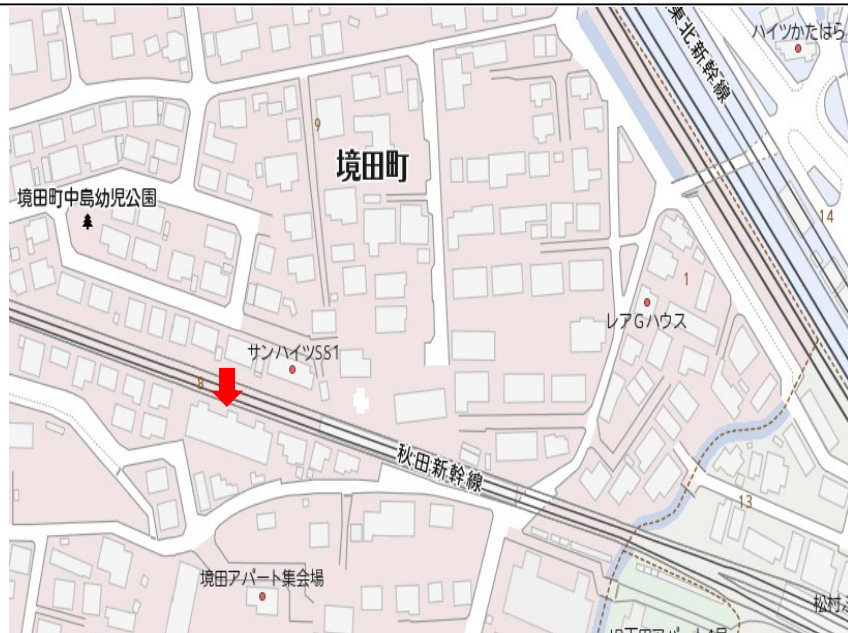 東北新幹線
ハイツかたはら
9
境田町
境田町中島幼児公園
14
1
レアGハウス
サンハイツSS1
8
秋田新幹線
13
境田アパート集会場